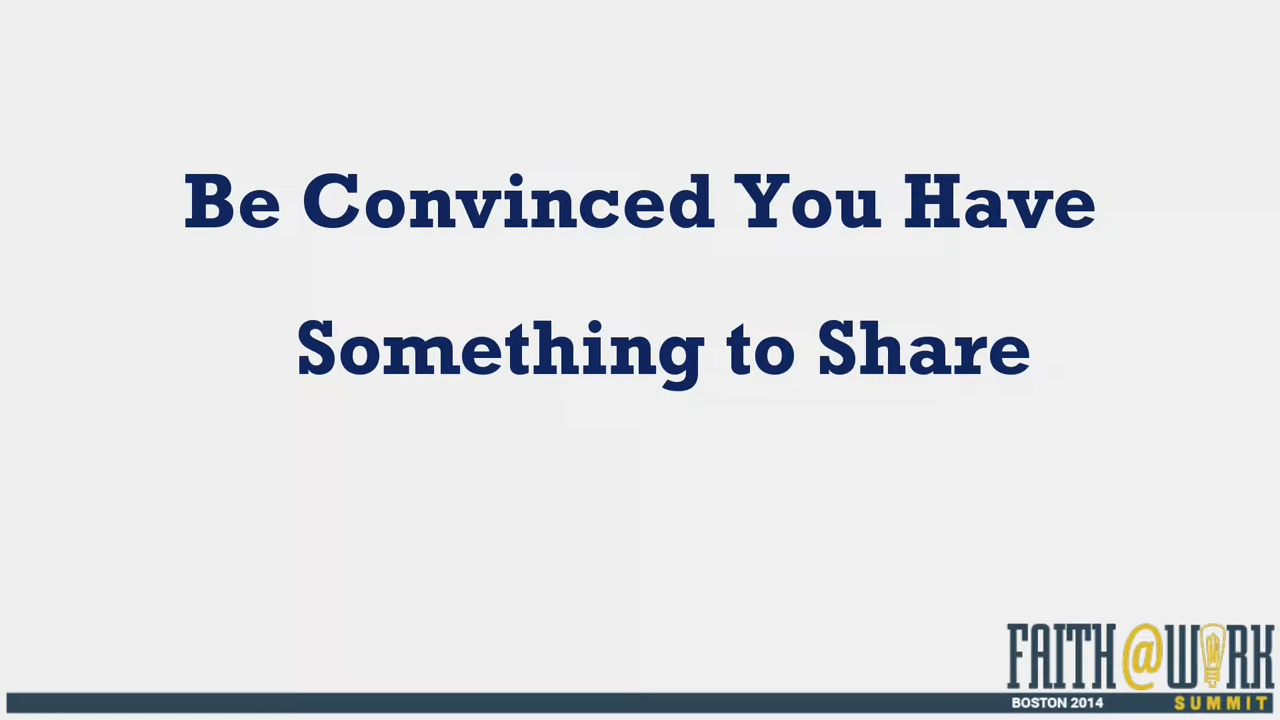 Be Convinced You Have
Something to Share
FAITH@WORK
BOSTON 2014
SUMMIT